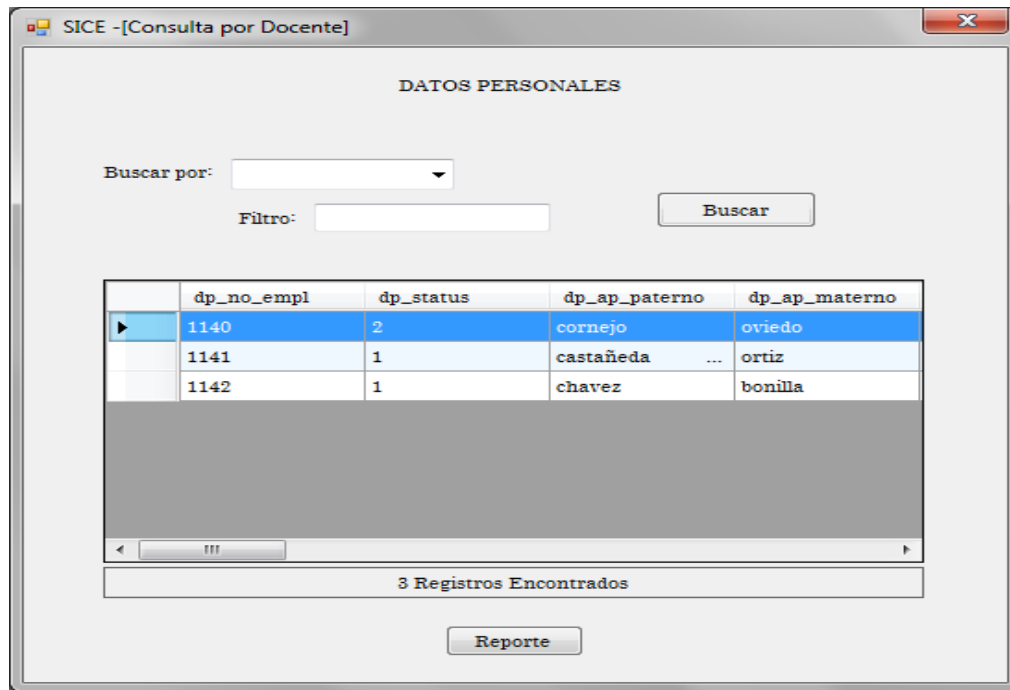 SICE -[Consulta por Docente]
DATOS PERSONALES
Buscar por:
Filtro:
Buscar
dp_no_empl dp_status dp_ap_paterno dp_ap_materno
1140 2 cornejo oviedo
1141 1 castañeda ... ortiz
1142 1 chavez bonilla
3 Registros Encontrados
Reporte